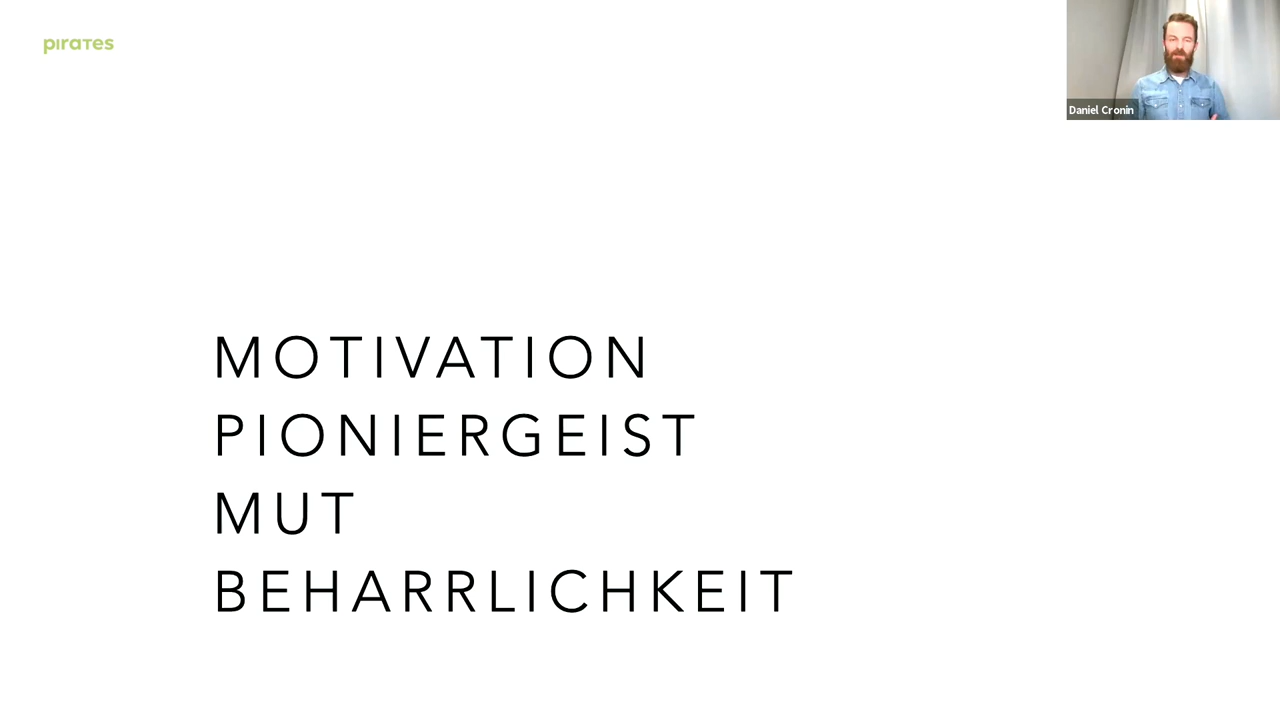 pirates
Daniel Cronin
MOTIVATION
PIONIERGEIST
MUT
BEHARRLICHKEIT